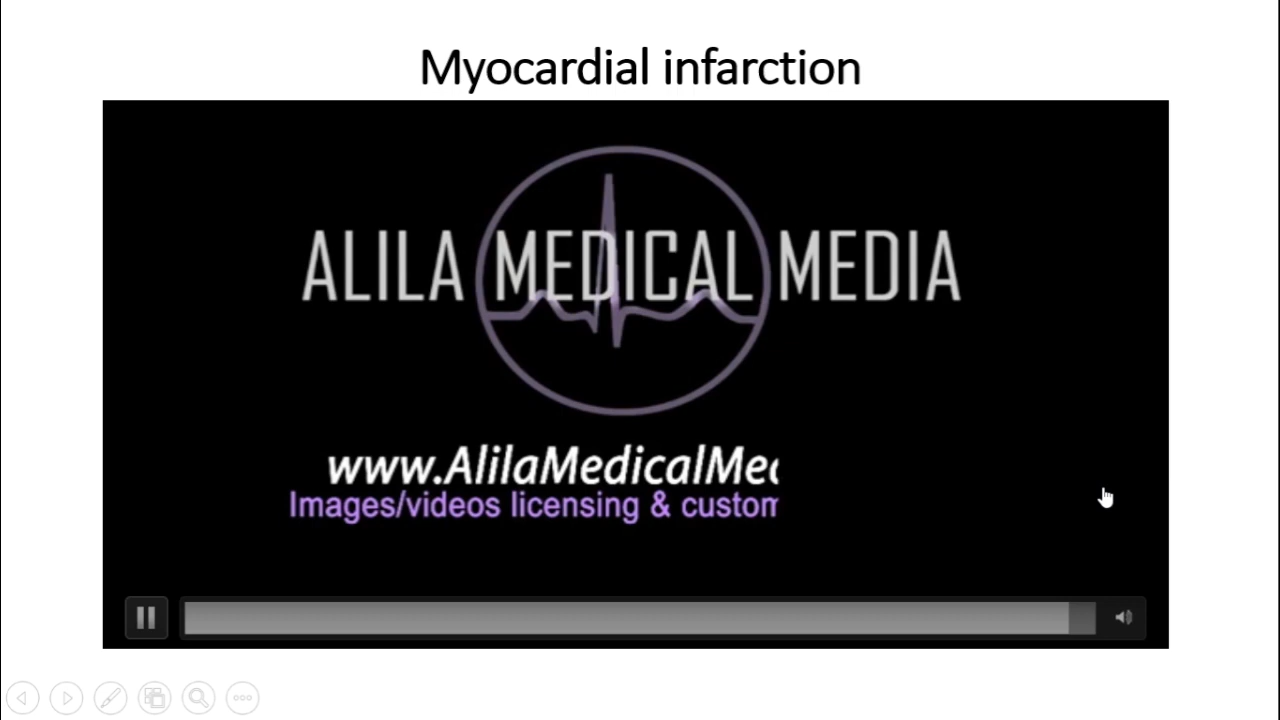 Myocardial infarction
ALILA MEDICAL MEDIA
www.AlilaMedicalMe
Images/videos licensing & custom